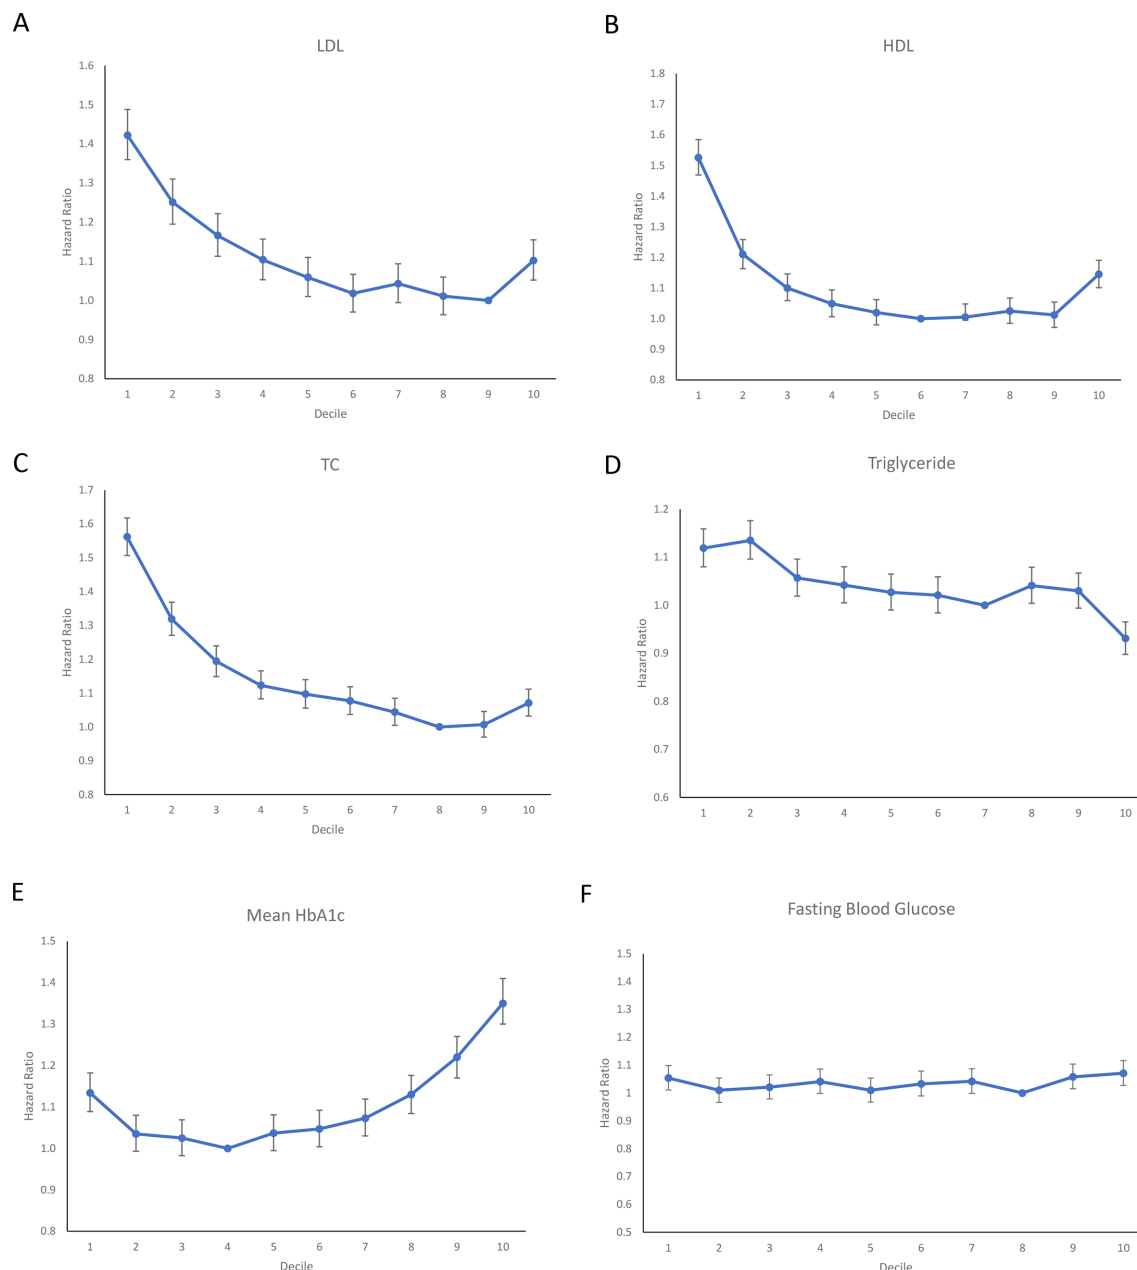 A
LDL
1.6
1.5
1.4
1.3
1.2
1.1
1.0
0.9
0.8
Hazard Ratio
1 2 3 4 5 6 7 8 9 10
Decile
B
HDL
1.8
1.7
1.6
1.5
1.4
1.3
1.2
1.1
1.0
0.9
0.8
Hazard Ratio
1 2 3 4 5 6 7 8 9 10
Decile
C
TC
1.7
1.6
1.5
1.4
1.3
1.2
1.1
1.0
0.9
0.8
Hazard Ratio
1 2 3 4 5 6 7 8 9 10
Decile
D
Triglyceride
1.2
1.1
1.0
0.9
0.8
0.7
0.6
Hazard Ratio
1 2 3 4 5 6 7 8 9 10
E
Mean HbA1c
1.5
1.4
1.3
1.2
1.1
1.0
0.9
0.8
Hazard Ratio
1 2 3 4 5 6 7 8 9 10
Decile
F
Fasting Blood Glucose
1.5
1.4
1.3
1.2
1.1
1
0.9
0.8
0.7
0.6
0.5
Hazard Ratio
1 2 3 4 5 6 7 8 9 10
Decile